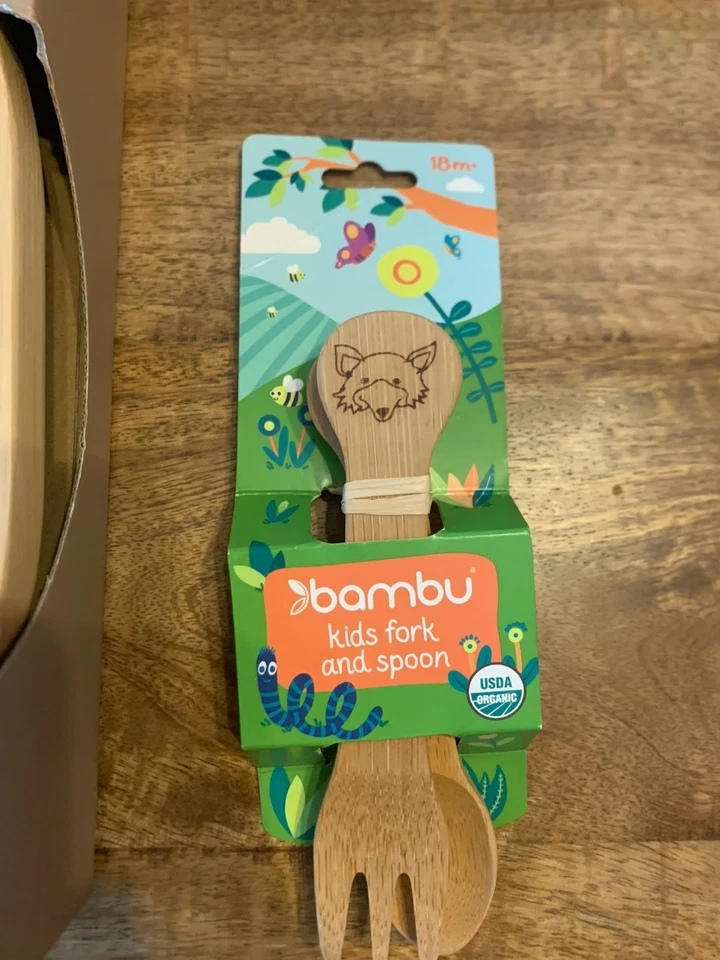 18m+
bambu®
kids fork
and spoon
USDA
ORGANIC